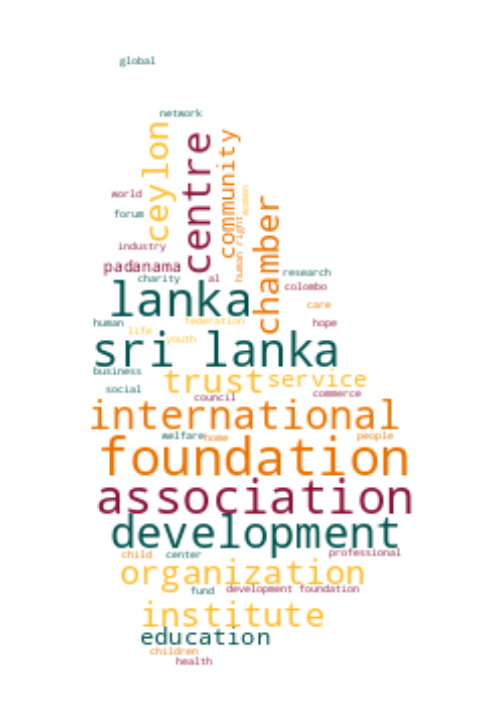 global
network
ceylon
centre
community
women
human right
chamber
world
forum
industry
padanama
charity
al
research
colombo
lanka
care
human
federation
hope
life
youth
sri lanka
business
trust
service
social
council
commerce
international
welfare
home
people
foundation
association
development
child
center
professional
organization
fund
development foundation
institute
education
children
health